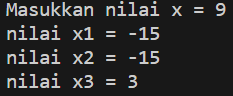 Masukkan nilai x = 9
nilai x1 = -15
nilai x2 = -15
nilai x3 = 3